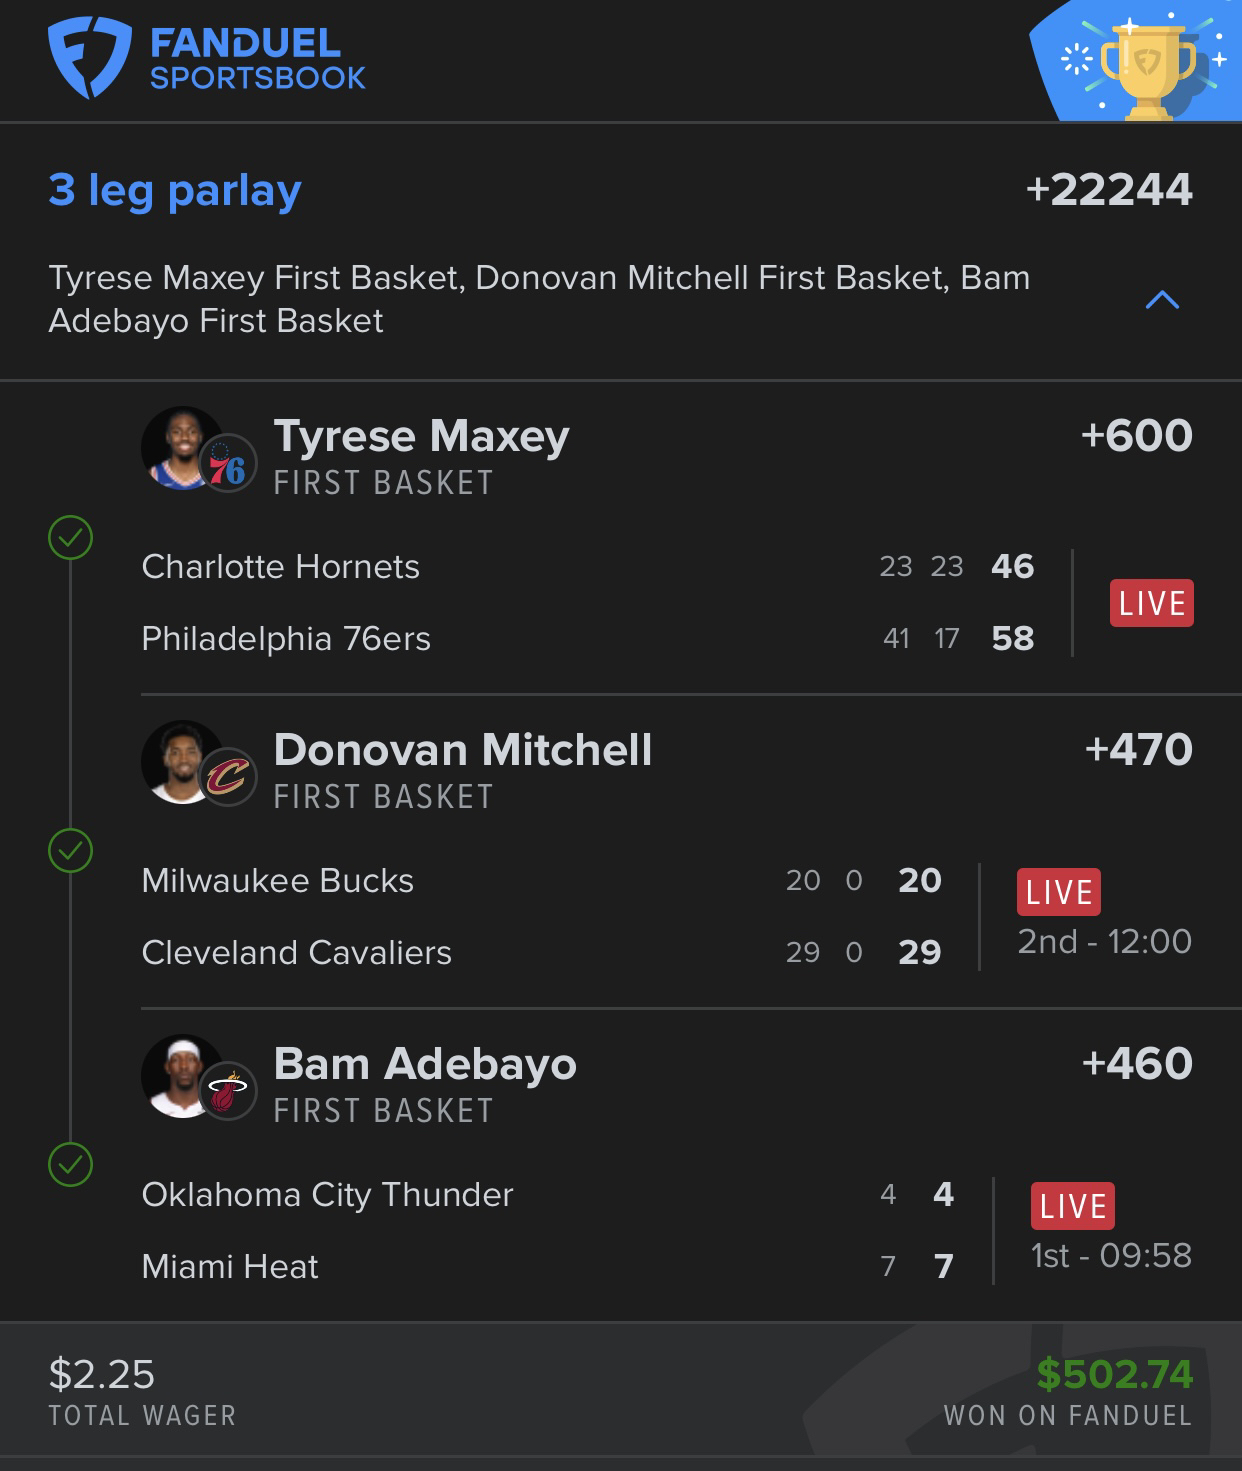 FANDUEL
SPORTSBOOK
3 leg parlay +22244
Tyrese Maxey First Basket, Donovan Mitchell First Basket, Bam
Adebayo First Basket
Tyrese Maxey +600
FIRST BASKET
76
Charlotte Hornets 23 23 46
LIVE
Philadelphia 76ers 41 17 58
Donovan Mitchell +470
FIRST BASKET
C
Milwaukee Bucks 20 0 20
LIVE
Cleveland Cavaliers 29 0 29
2nd - 12:00
Bam Adebayo +460
FIRST BASKET
Oklahoma City Thunder 4 4
LIVE
Miami Heat 7 7
1st - 09:58
$2.25 $502.74
TOTAL WAGER WON ON FANDUEL